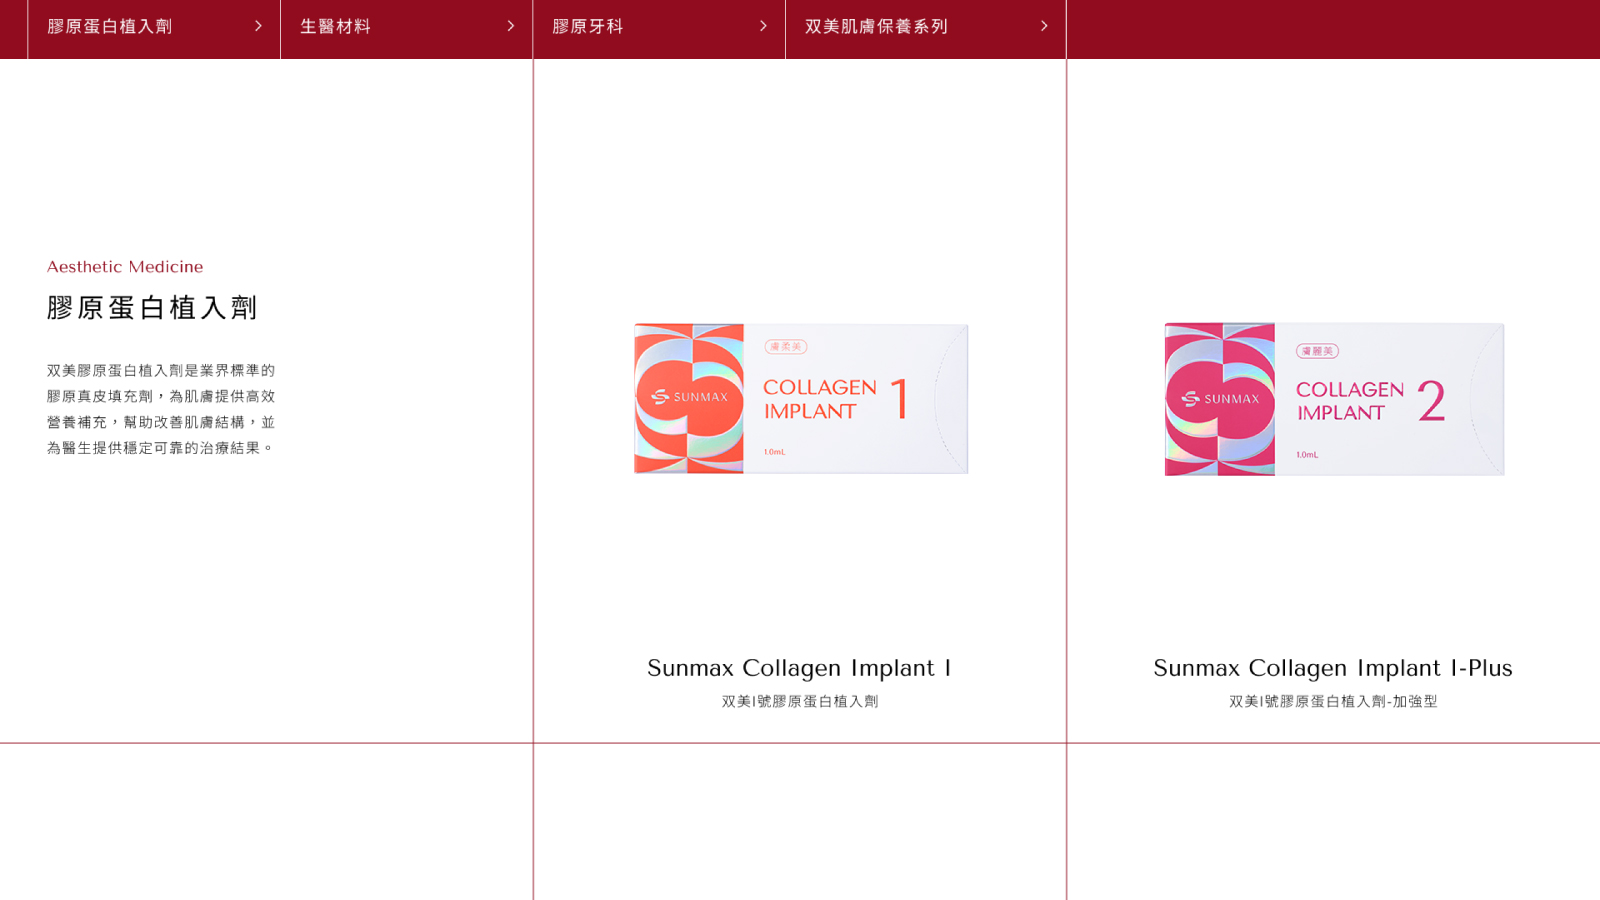 膠原蛋白植入劑
生醫材料
膠原牙科
双美肌膚保養系列
Aesthetic Medicine
膠原蛋白植入劑
双美膠原蛋白植入劑是業界標準的
膠原真皮填充劑，為肌膚提供高效
營養補充，幫助改善肌膚結構，並
為醫生提供穩定可靠的治療結果。
膚柔美
SUNMAX
COLLAGEN
IMPLANT 1
1.0mL
Sunmax Collagen Implant I
双美I號膠原蛋白植入劑
膚麗美
SUNMAX
COLLAGEN
IMPLANT 2
1.0mL
Sunmax Collagen Implant I-Plus
双美I號膠原蛋白植入劑-加強型